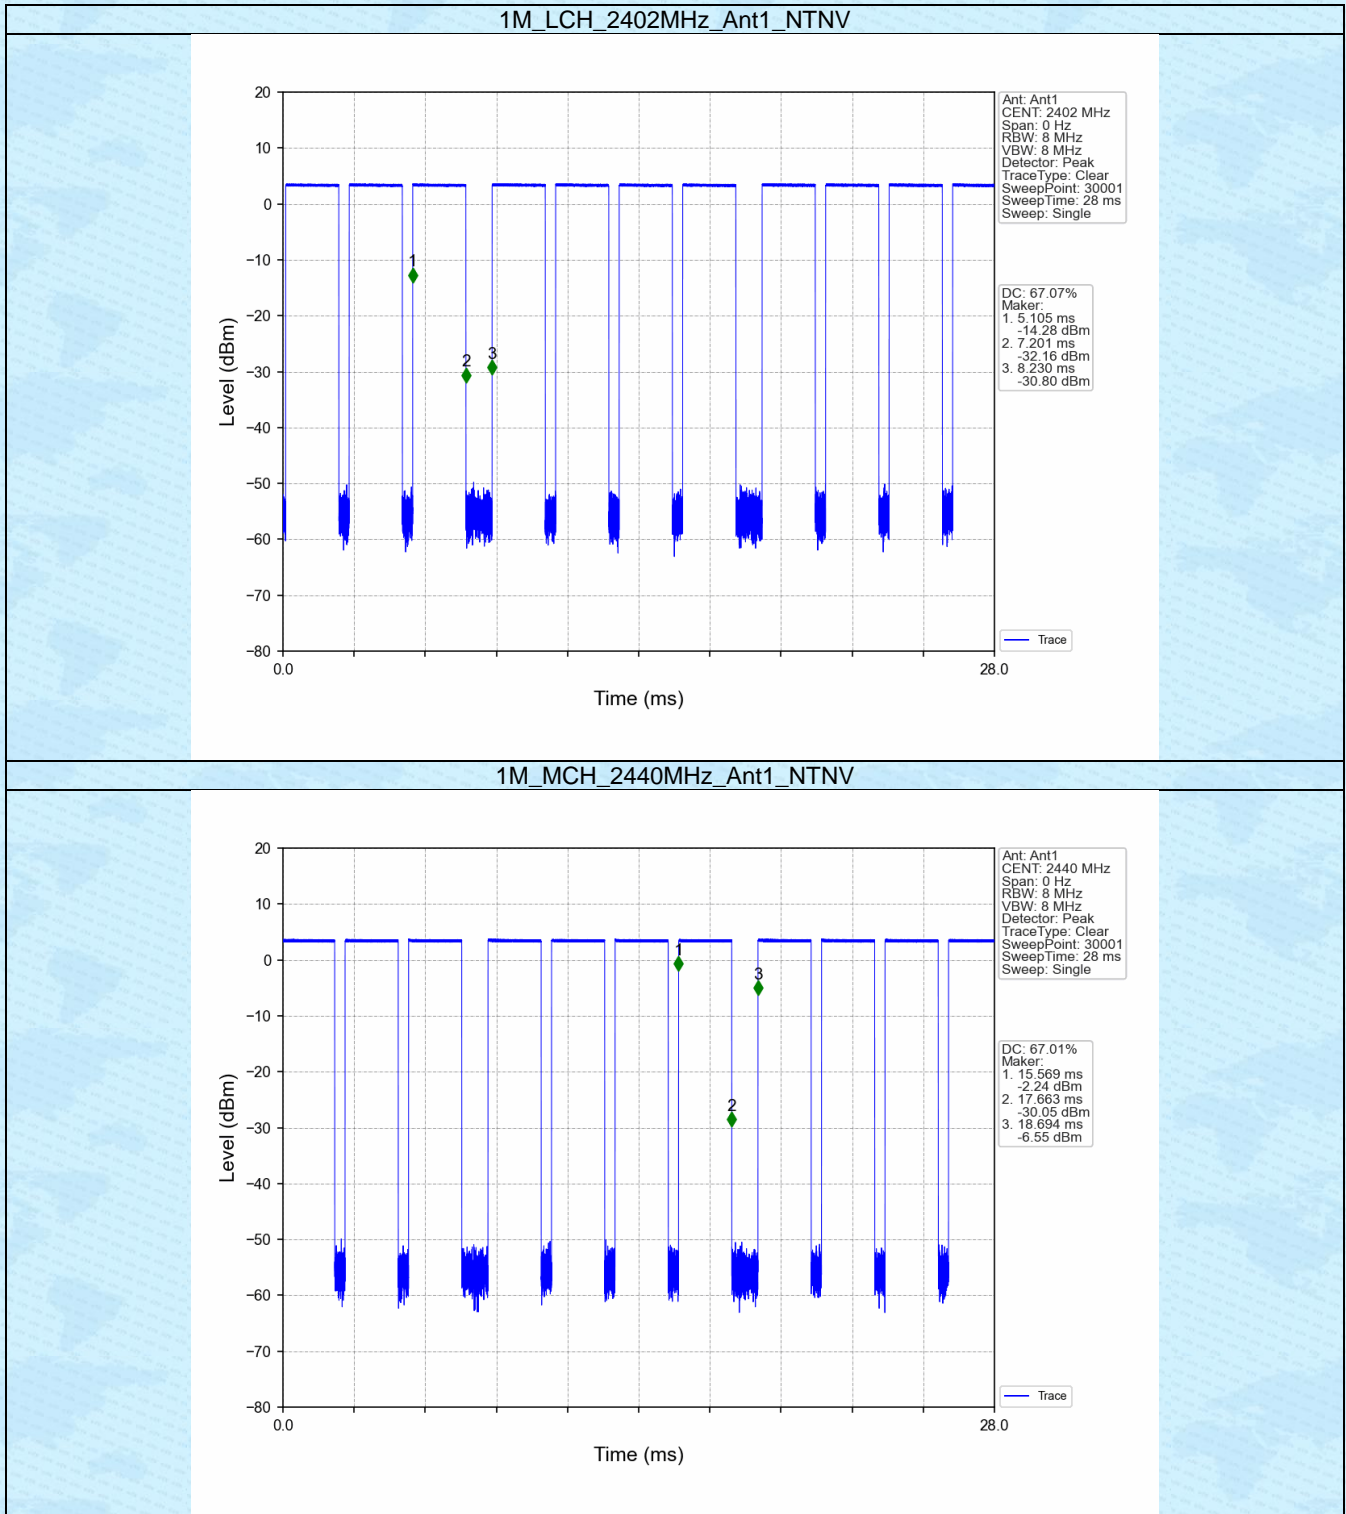 1M_LCH_2402MHz_Ant1_NTNV
20
10
0
−10
−20
−30
−40
−50
−60
−70
−80
Level (dBm)
1
2
3
0.0
28.0
Time (ms)
Ant: Ant1
CENT: 2402 MHz
Span: 0 Hz
RBW: 8 MHz
VBW: 8 MHz
Detector: Peak
TraceType: Clear
SweepPoint: 30001
SweepTime: 28 ms
Sweep: Single
DC: 67.07%
Maker:
1. 5.105 ms
-14.28 dBm
2. 7.201 ms
-32.16 dBm
3. 8.230 ms
-30.80 dBm
Trace
1M_MCH_2440MHz_Ant1_NTNV
20
10
0
−10
−20
−30
−40
−50
−60
−70
−80
Level (dBm)
1
2
3
0.0
28.0
Time (ms)
Ant: Ant1
CENT: 2440 MHz
Span: 0 Hz
RBW: 8 MHz
VBW: 8 MHz
Detector: Peak
TraceType: Clear
SweepPoint: 30001
SweepTime: 28 ms
Sweep: Single
DC: 67.01%
Maker:
1. 15.569 ms
-2.24 dBm
2. 17.663 ms
-30.05 dBm
3. 18.694 ms
-6.55 dBm
Trace